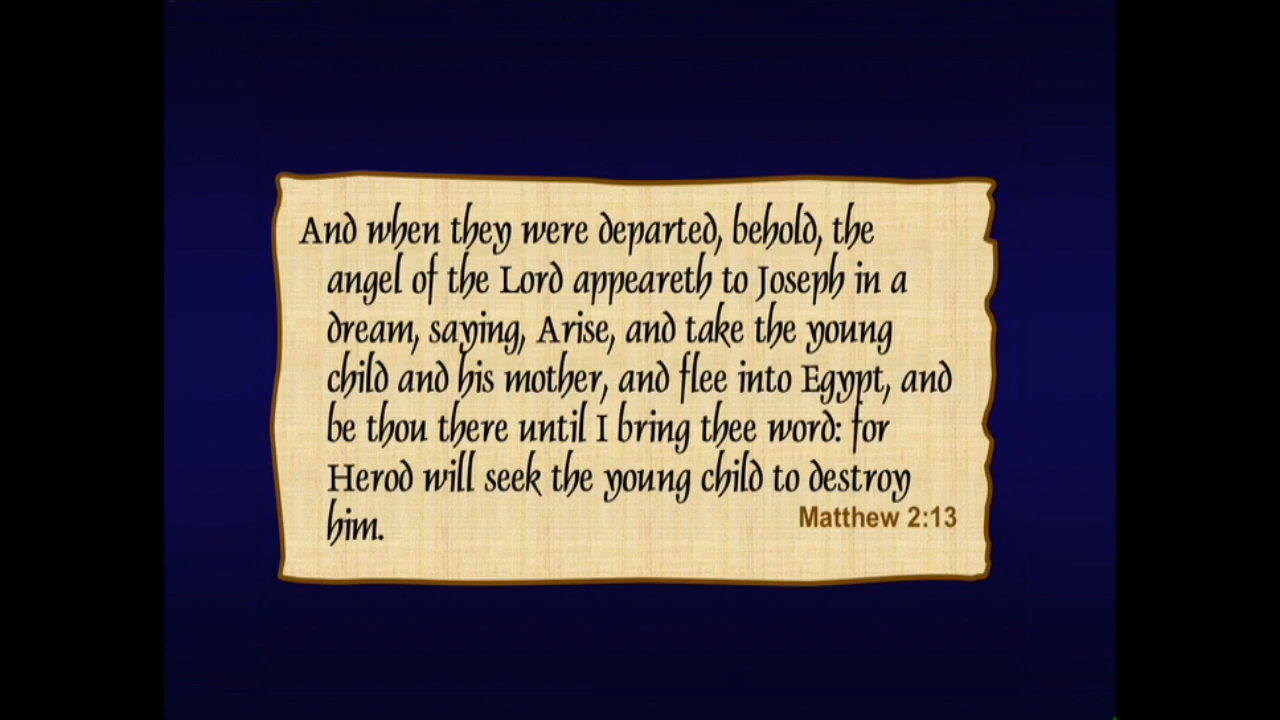 And when they were departed, behold, the
angel of the Lord appeareth to Joseph in a
dream, saying, Arise, and take the young
child and his mother, and flee into Egypt, and
be thou there until I bring thee word: for
Herod will seek the young child to destroy
him.
Matthew 2:13